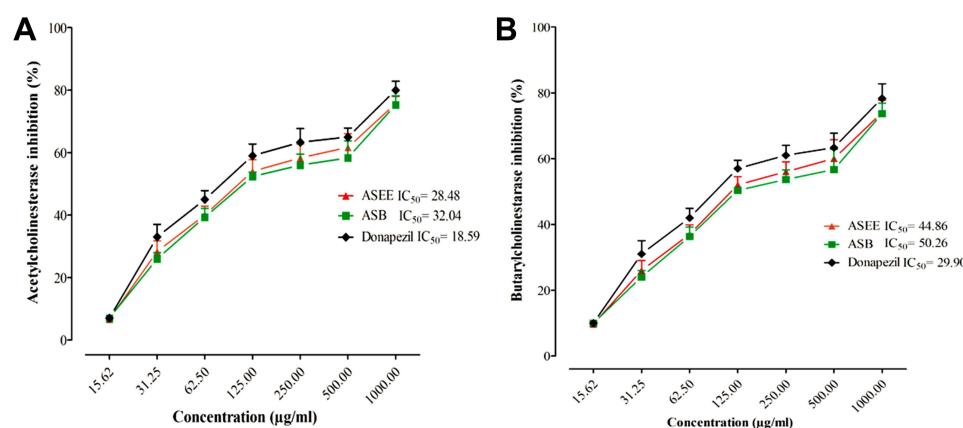 A
Acetylcholinesterase inhibition (%)
100
80
60
40
20
0
15.62
31.25
62.50
125.00
250.00
500.00
1000.00
Concentration (µg/ml)
ASEE IC50= 28.48
ASB IC50= 32.04
Donapezil IC50= 18.59
B
Butarylcholinestarase inhibition (%)
100
80
60
40
20
0
15.62
31.25
62.50
125.00
250.00
500.00
1000.00
Concentration (µg/ml)
ASEE IC50= 44.86
ASB IC50= 50.26
Donapezil IC50= 29.90